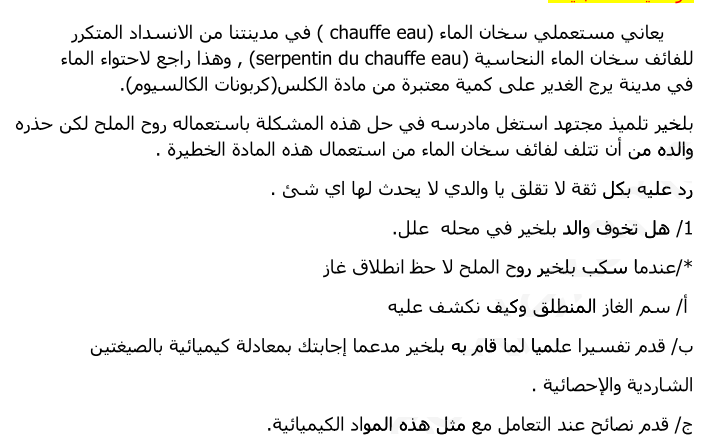 يعاني مستعملي سخان الماء (chauffe eau ) في مدينتنا من الانسداد المتكرر
للفائف سخان الماء النحاسية (serpentin du chauffe eau) , وهذا راجع لاحتواء الماء
في مدينة برج الغدير على كمية معتبرة من مادة الكلس(كربونات الكالسيوم).
بلخير تلميذ مجتهد استغل مادرسه في حل هذه المشكلة باستعماله روح الملح لكن حذره
والده من أن تتلف لفائف سخان الماء من استعمال هذه المادة الخطيرة .
رد عليه بكل ثقة لا تقلق يا والدي لا يحدث لها اي شئ .
1/ هل تخوف والد بلخير في محله علل.
*/عندما سكب بلخير روح الملح لا حظ انطلاق غاز
أ/ سم الغاز المنطلق وكيف نكشف عليه
ب/ قدم تفسيرا علميا لما قام به بلخير مدعما إجابتك بمعادلة كيميائية بالصيغتين
الشاردية والإحصائية .
ج/ قدم نصائح عند التعامل مع مثل هذه المواد الكيميائية.